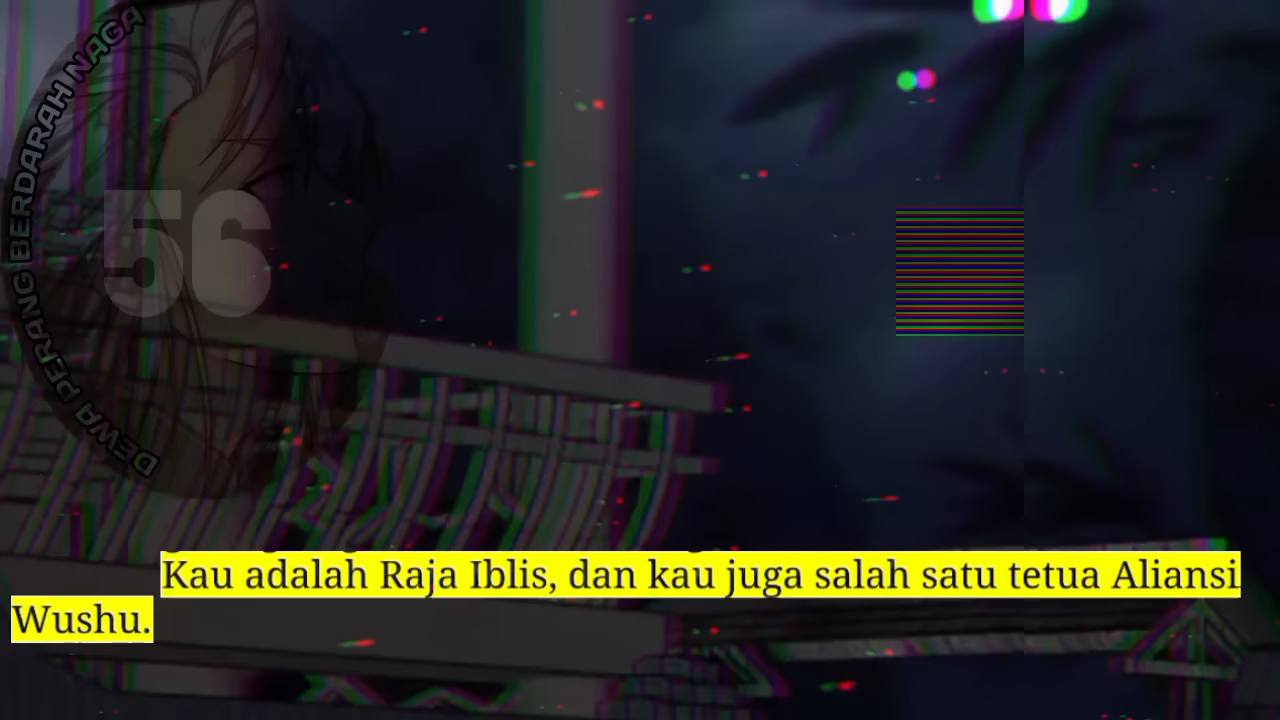 DEWA PERANG BERDARAH NAGA
56
Kau adalah Raja Iblis, dan kau juga salah satu tetua Aliansi
Wushu.